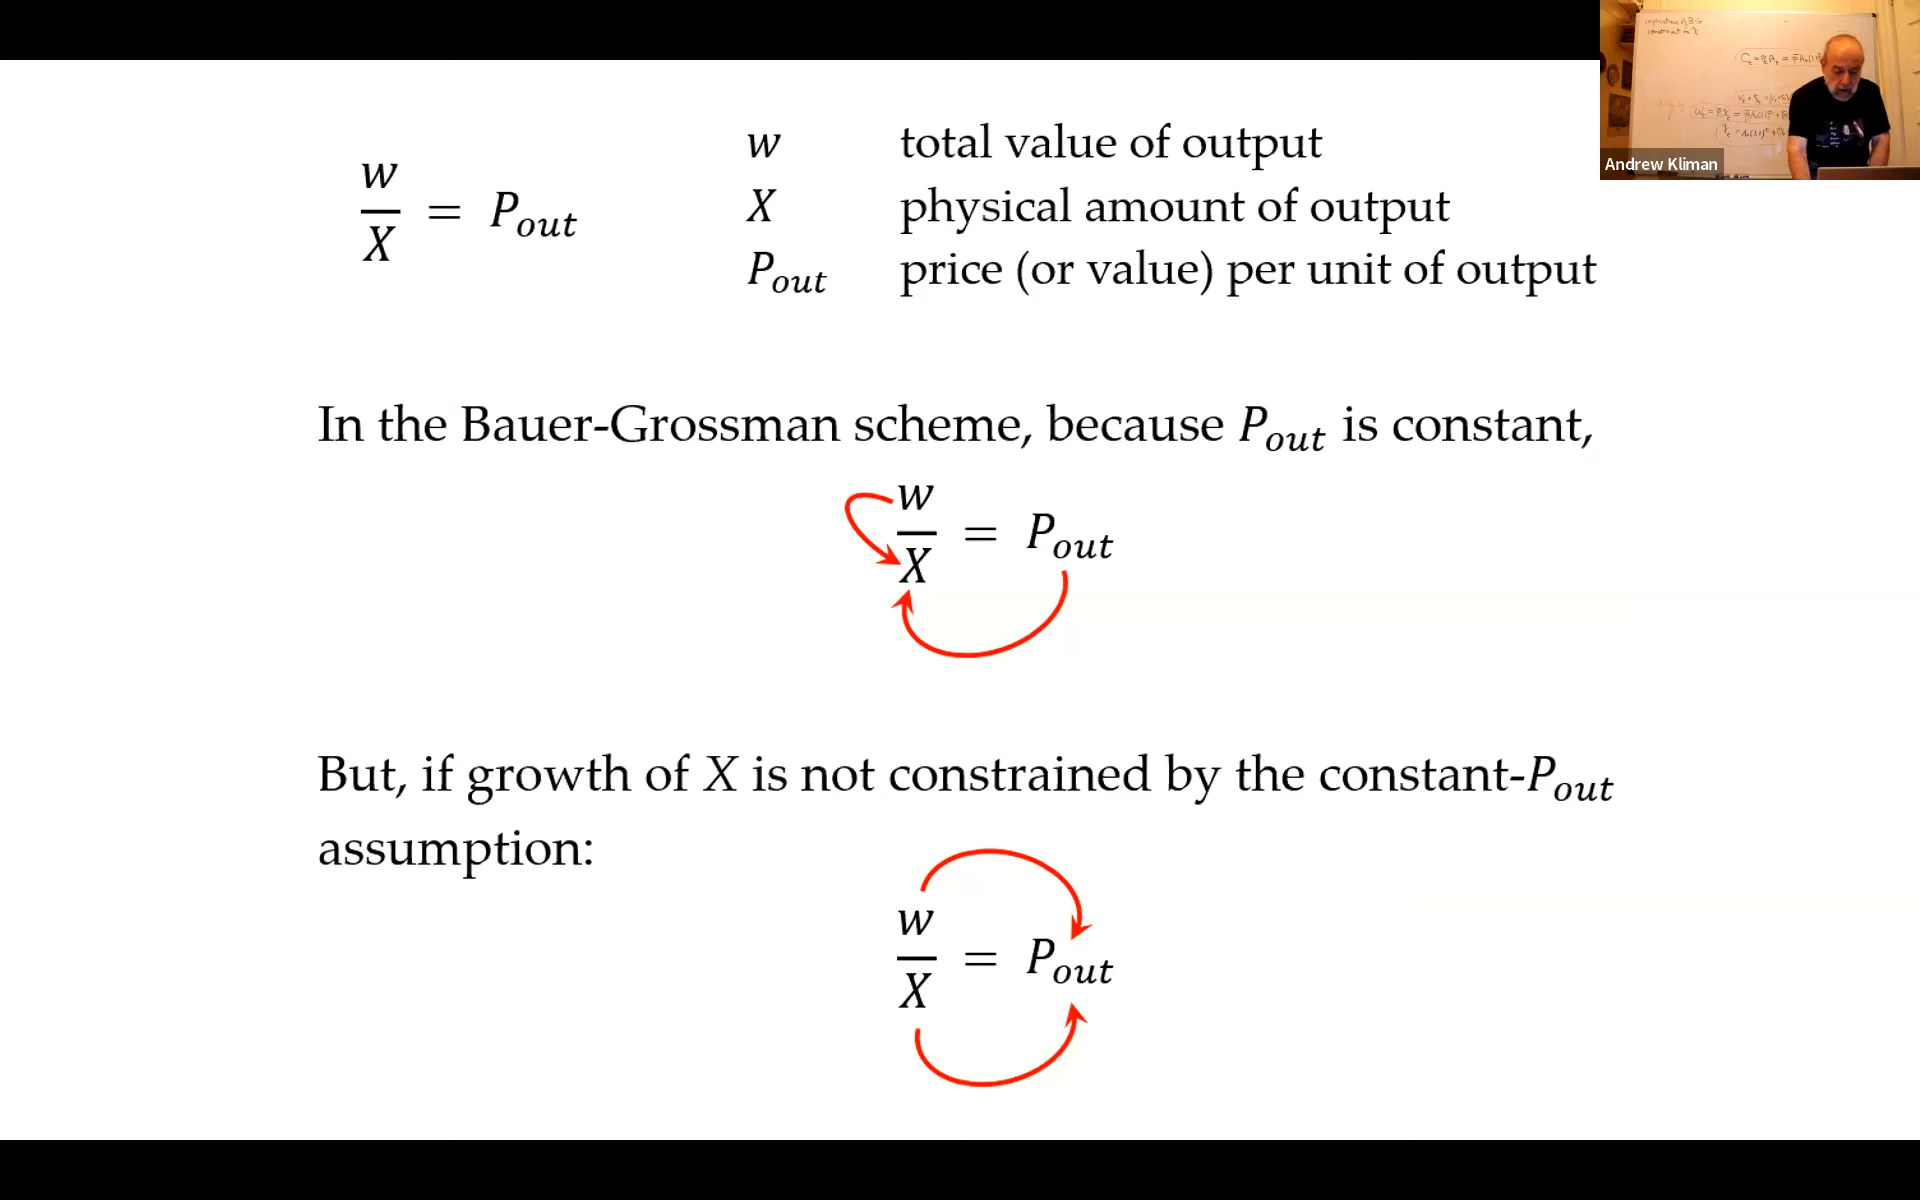 w/X = P_out
w total value of output
X physical amount of output
P_out price (or value) per unit of output
In the Bauer-Grossman scheme, because P_out is constant,
w/X = P_out
But, if growth of X is not constrained by the constant-P_out
assumption:
w/X = P_out
Andrew Kliman